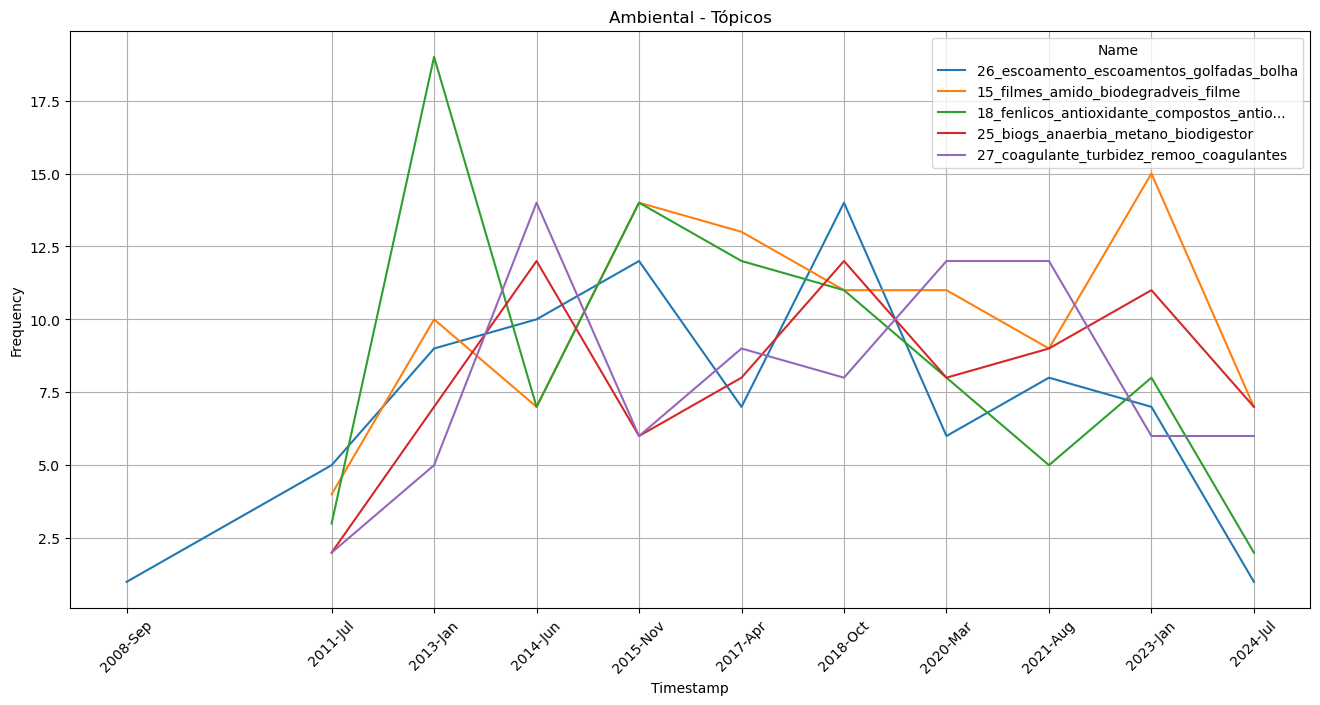 Ambiental - Tópicos
Name
26_escoamento_escoamentos_golfadas_bolha
15_filmes_amido_biodegradveis_filme
18_fenlicos_antioxidante_compostos_antio...
25_biogs_anaerbia_metano_biodigestor
27_coagulante_turbidez_remoo_coagulantes
Frequency
17.5
15.0
12.5
10.0
7.5
5.0
2.5
2008-Sep
2011-Jul
2013-Jan
2014-Jun
2015-Nov
2017-Apr
2018-Oct
2020-Mar
2021-Aug
2023-Jan
2024-Jul
Timestamp